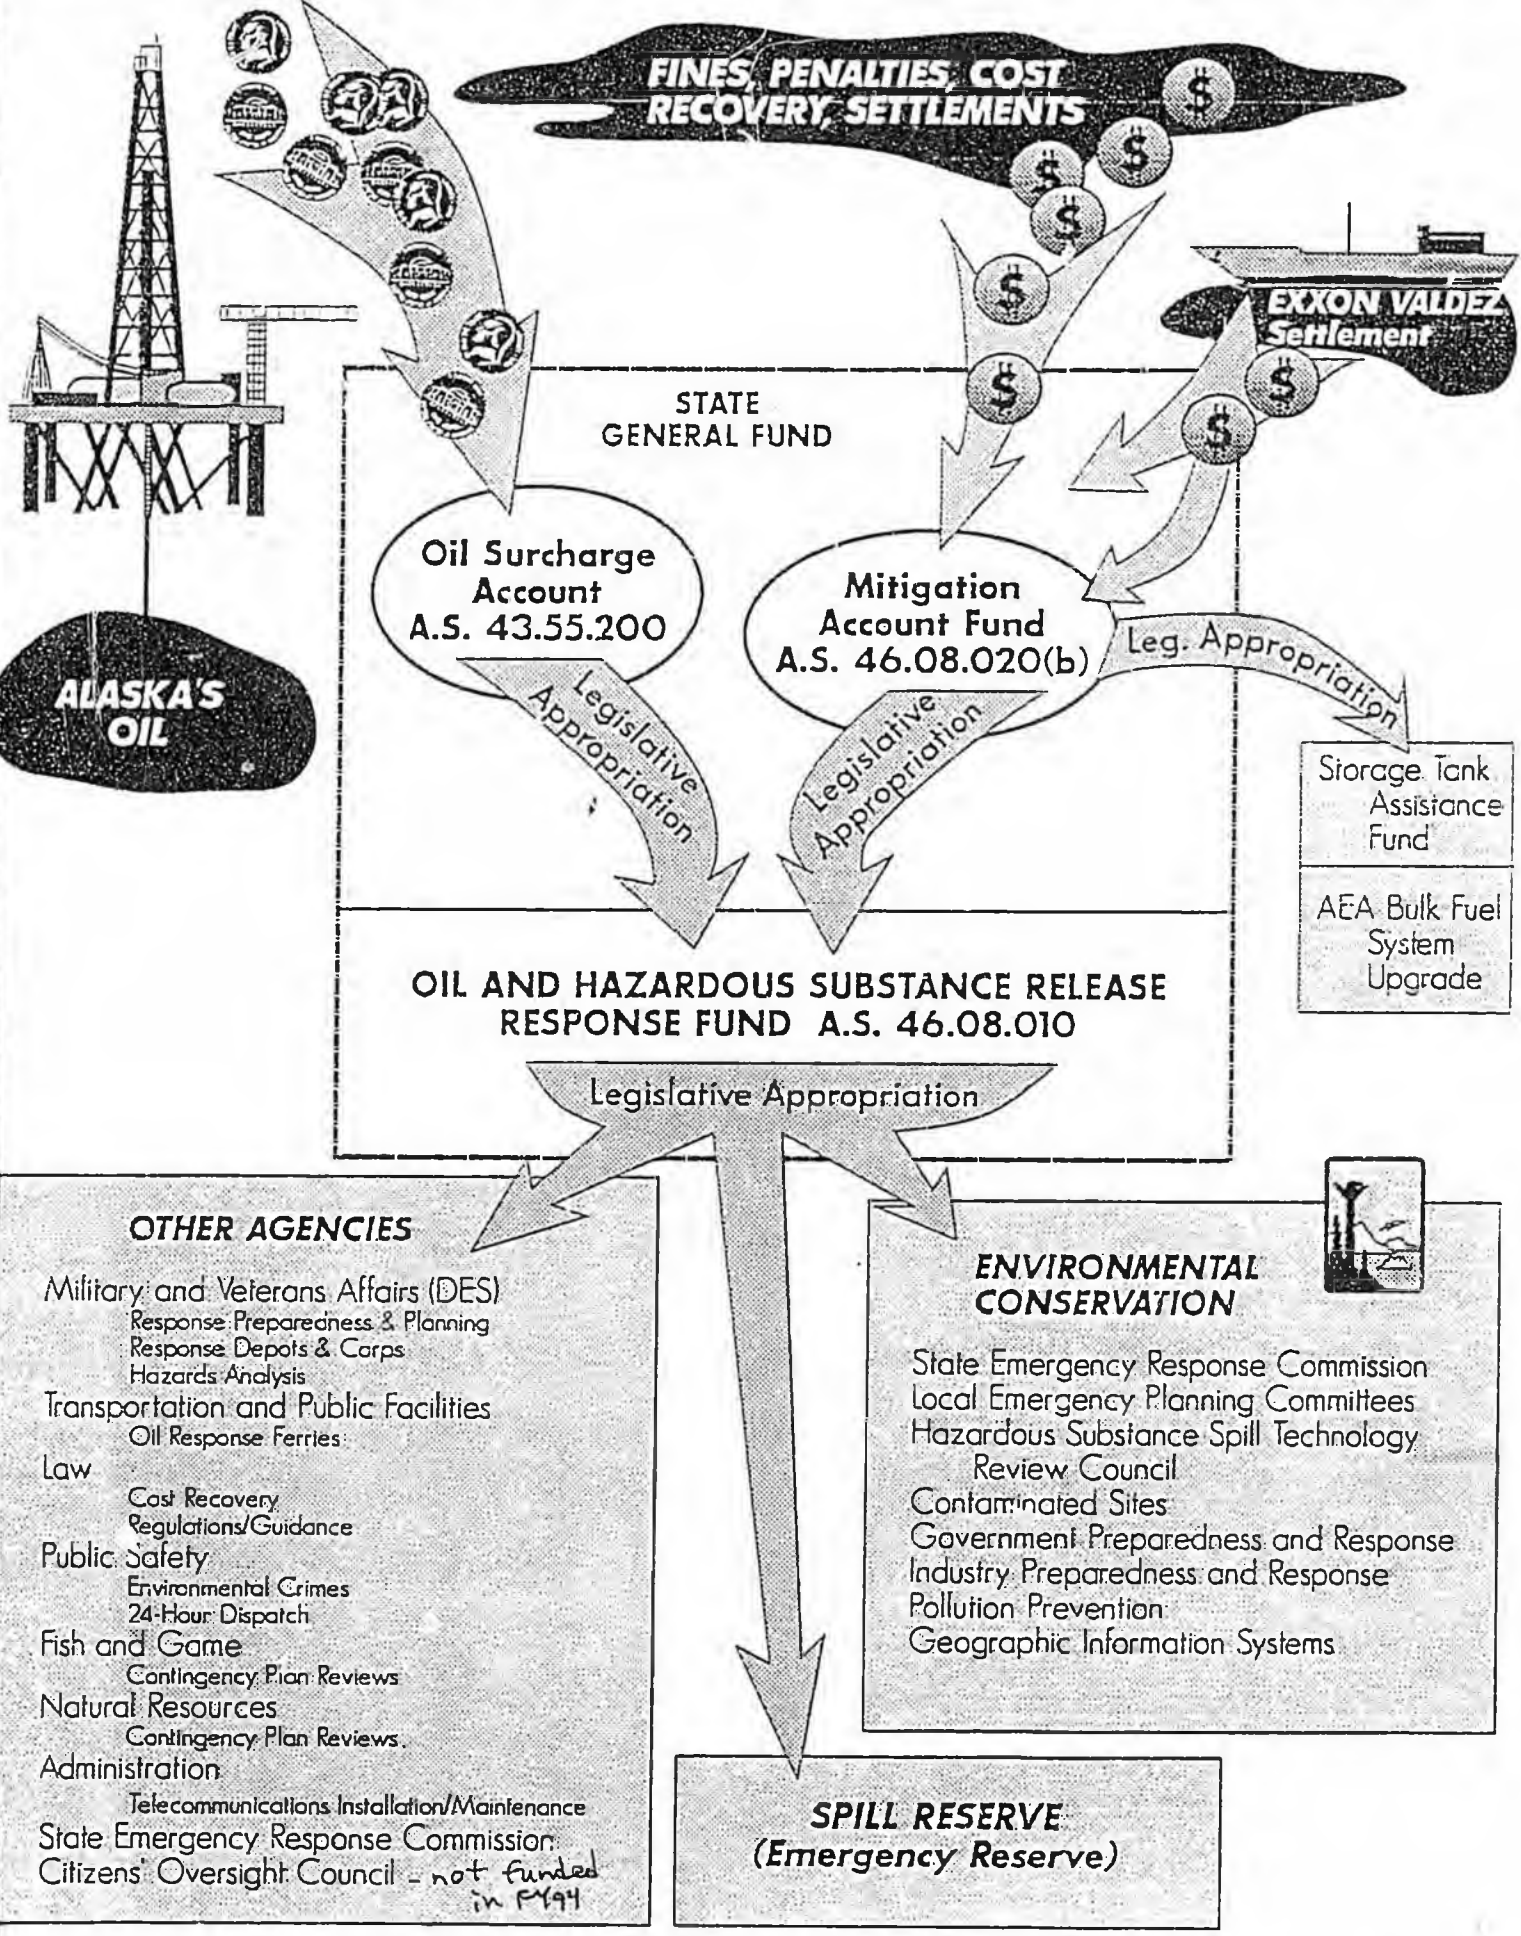 FINES, PENALTIES, COST
RECOVERY, SETTLEMENTS
EXXON VALDEZ
Settlement
STATE
GENERAL FUND
Oil Surcharge
Account
A.S. 43.55.200
Mitigation
Account Fund
A.S. 46.08.020(b)
Leg. Appropriation
ALASKA'S
OIL
Legislative
Appropriation
Legislative
Appropriation
Storage Tank
Assistance
Fund
AEA Bulk Fuel
System
Upgrade
OIL AND HAZARDOUS SUBSTANCE RELEASE
RESPONSE FUND A.S. 46.08.010
Legislative Appropriation
OTHER AGENCIES
Military and Veterans Affairs (DES)
Response Preparedness & Planning
Response Depots & Corps
Hazards Analysis
Transportation and Public Facilities
Oil Response Ferries
Law
Cost Recovery
Regulations/Guidance
Public Safety
Environmental Crimes
24-Hour Dispatch
Fish and Game
Contingency Plan Reviews
Natural Resources
Contingency Plan Reviews
Administration
Telecommunications Installation/Maintenance
State Emergency Response Commission
Citizens' Oversight Council - not funded
in FY94
ENVIRONMENTAL
CONSERVATION
State Emergency Response Commission
Local Emergency Planning Committees
Hazardous Substance Spill Technology
Review Council
Contaminated Sites
Government Preparedness and Response
Industry Preparedness and Response
Pollution Prevention
Geographic Information Systems
SPILL RESERVE
(Emergency Reserve)
$
$
$
$
$
$
$
$